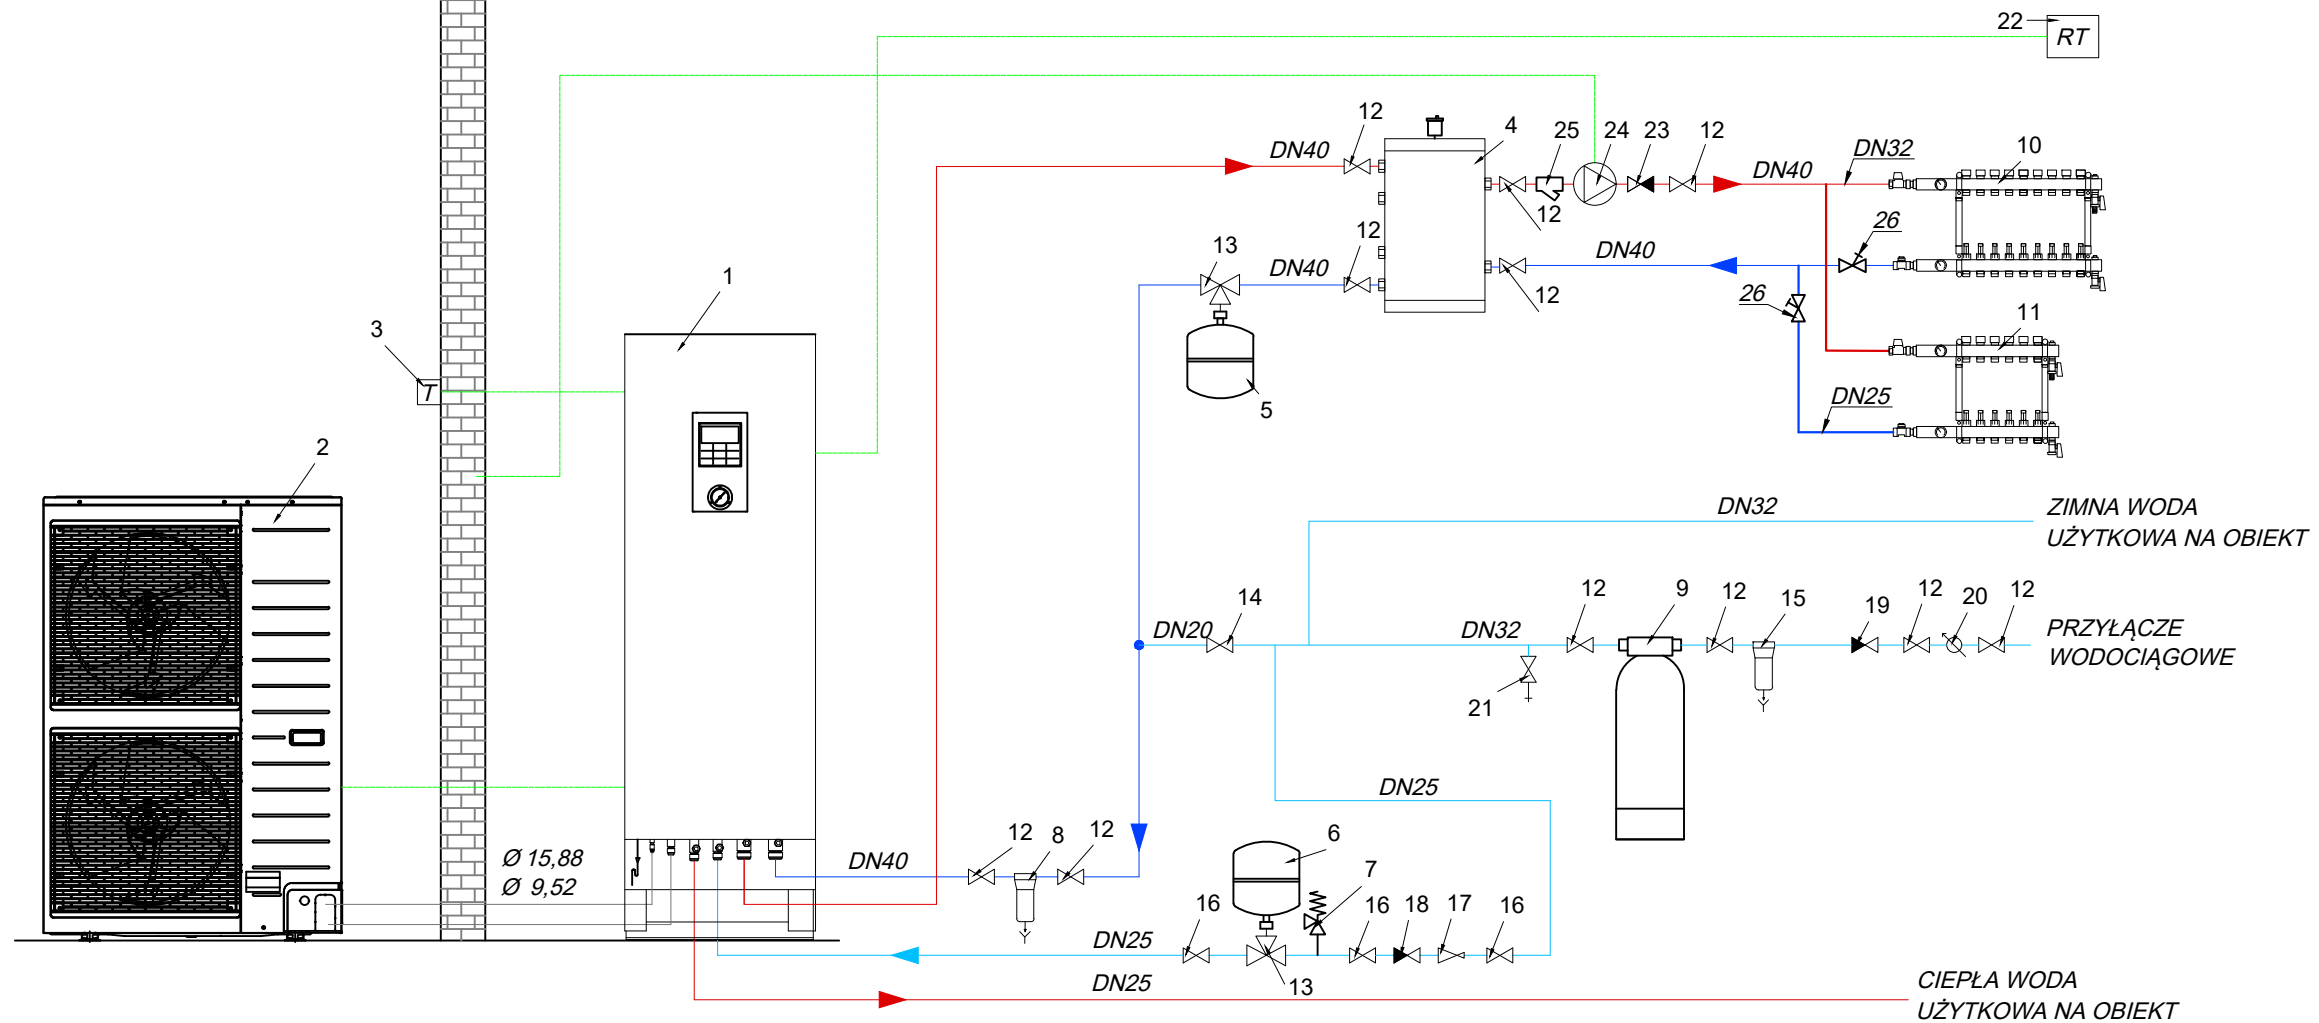 22
RT
12
4
25
24
23
12
DN40
DN40
DN32
10
12
12
26
13
DN40
DN40
12
26
11
1
3
T
5
DN25
2
DN32
ZIMNA WODA
UŻYTKOWA NA OBIEKT
14
12
9
12
15
19
12
20
12
DN20
DN32
PRZYŁĄCZE
WODOCIĄGOWE
21
DN25
12
8
12
6
7
Ø 15,88
Ø 9,52
DN40
16
16
18
17
16
DN25
13
DN25
CIEPŁA WODA
UŻYTKOWA NA OBIEKT